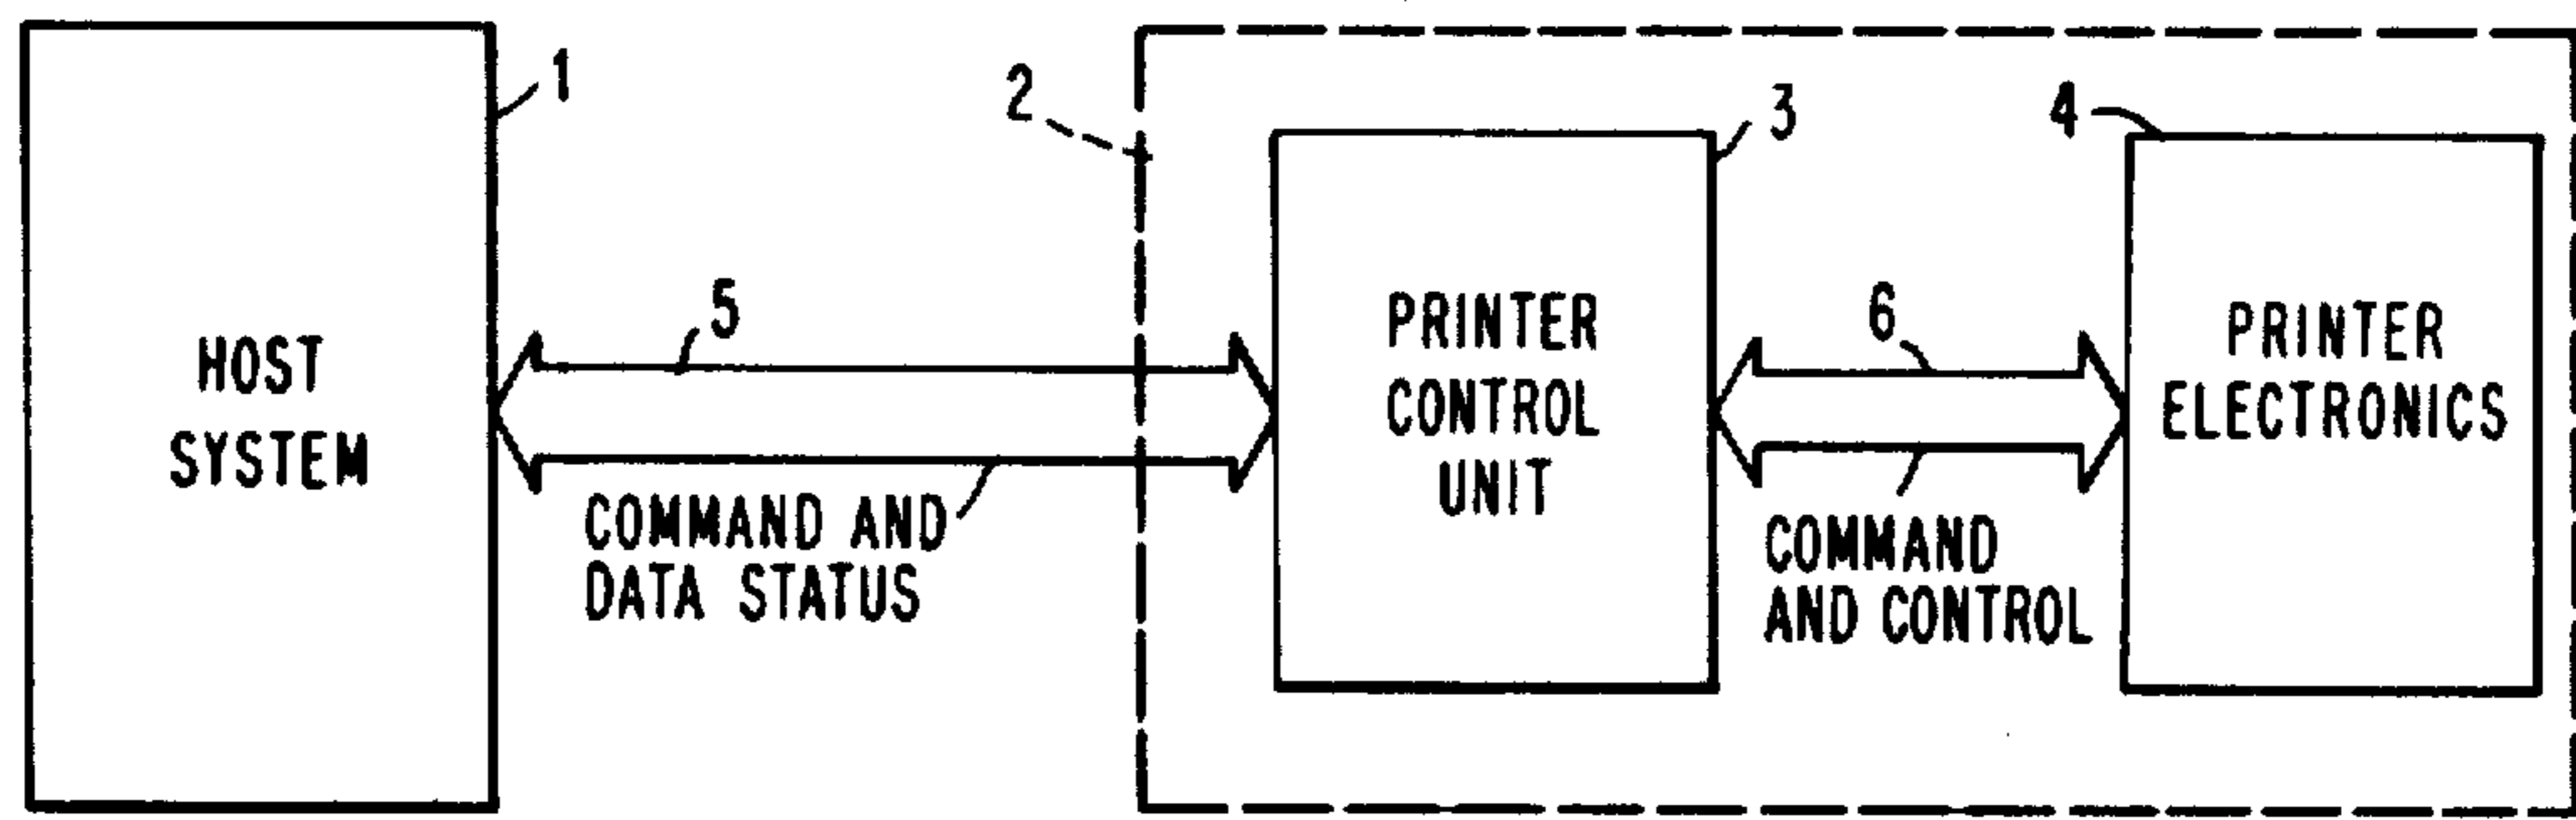 1
2
3
4
5
6
HOST
SYSTEM
COMMAND AND
DATA STATUS
PRINTER
CONTROL
UNIT
COMMAND
AND CONTROL
PRINTER
ELECTRONICS